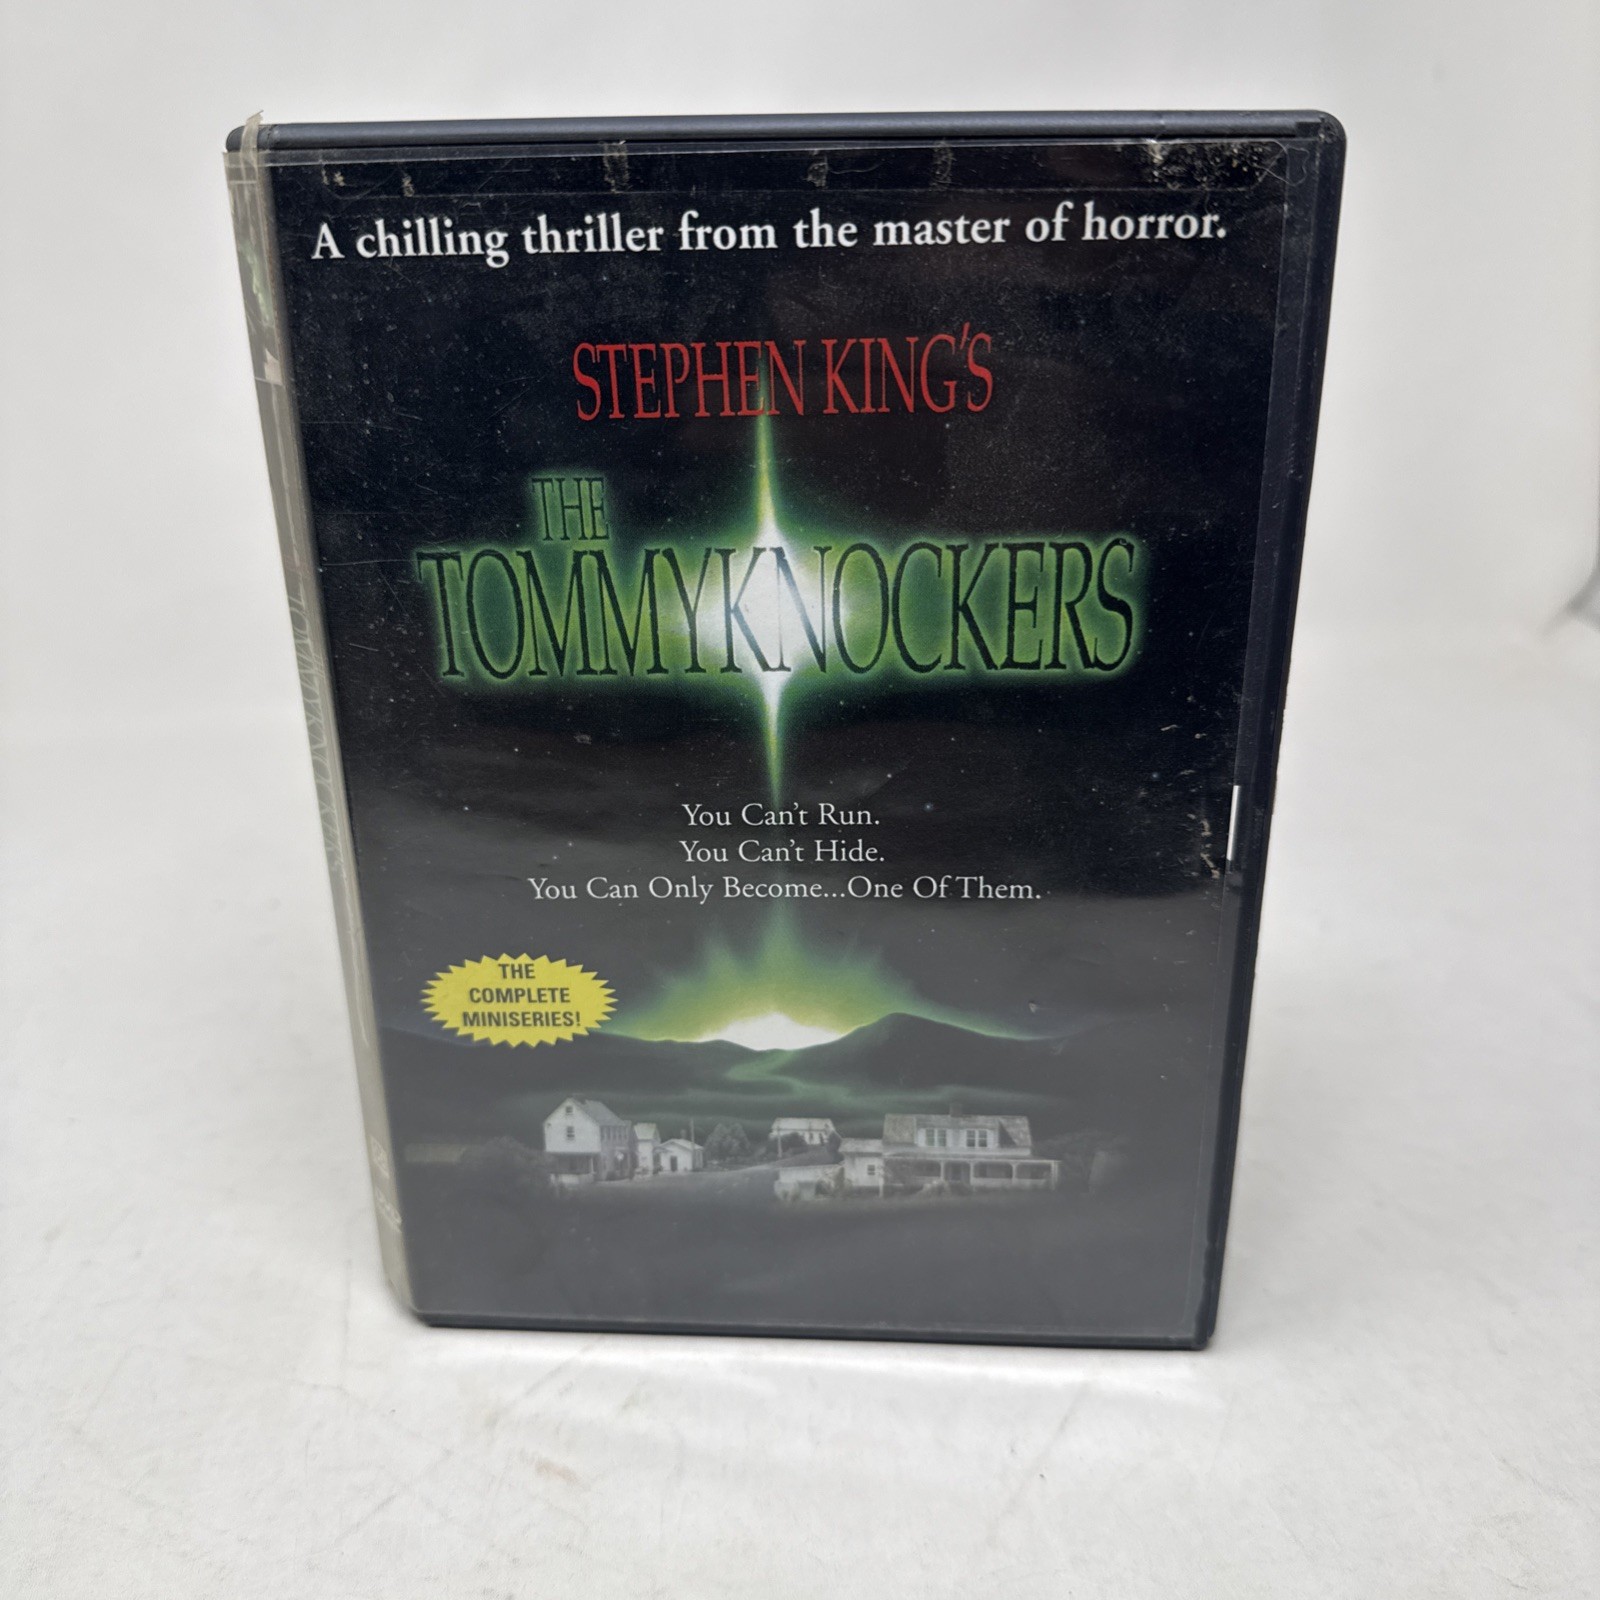 A chilling thriller from the master of horror.
STEPHEN KING'S
THE
TOMMYKNOCKERS
You Can't Run.
You Can't Hide.
You Can Only Become...One Of Them.
THE
COMPLETE
MINISERIES!